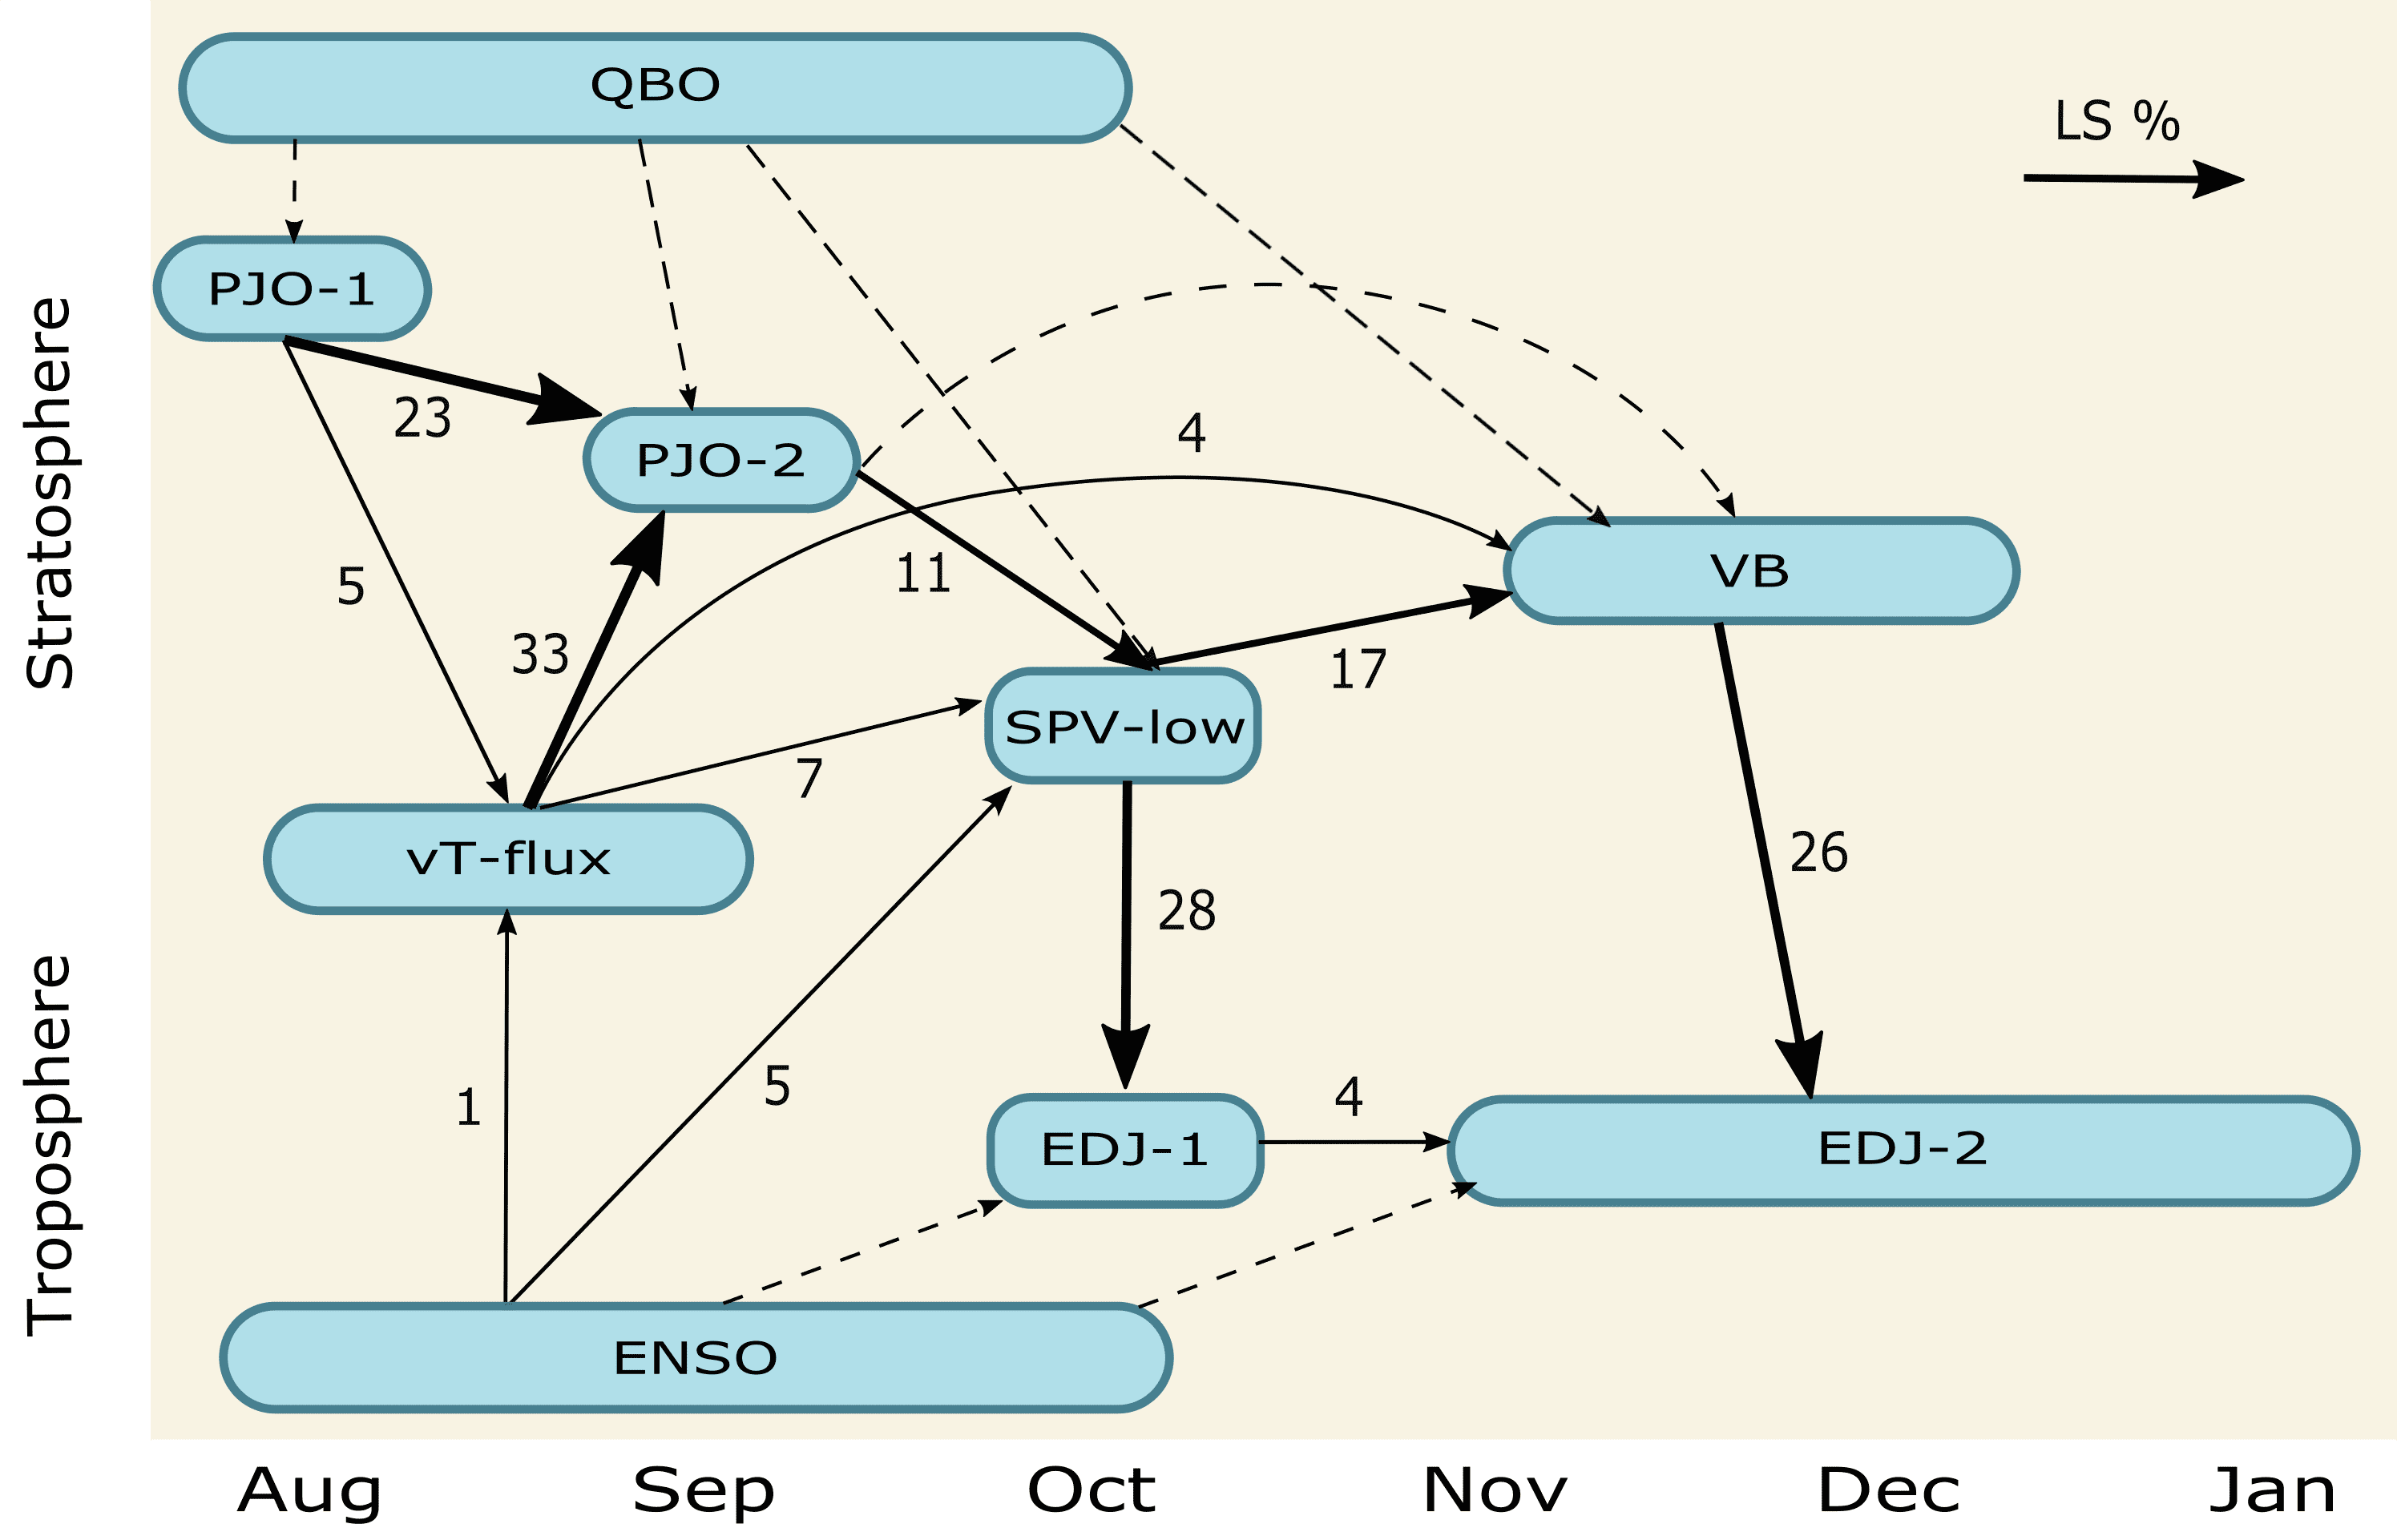 QBO
LS %
PJO-1
23
PJO-2
4
11
VB
5
33
17
SPV-low
7
vT-flux
26
28
1
5
4
EDJ-1
EDJ-2
ENSO
Stratosphere
Troposphere
Aug
Sep
Oct
Nov
Dec
Jan